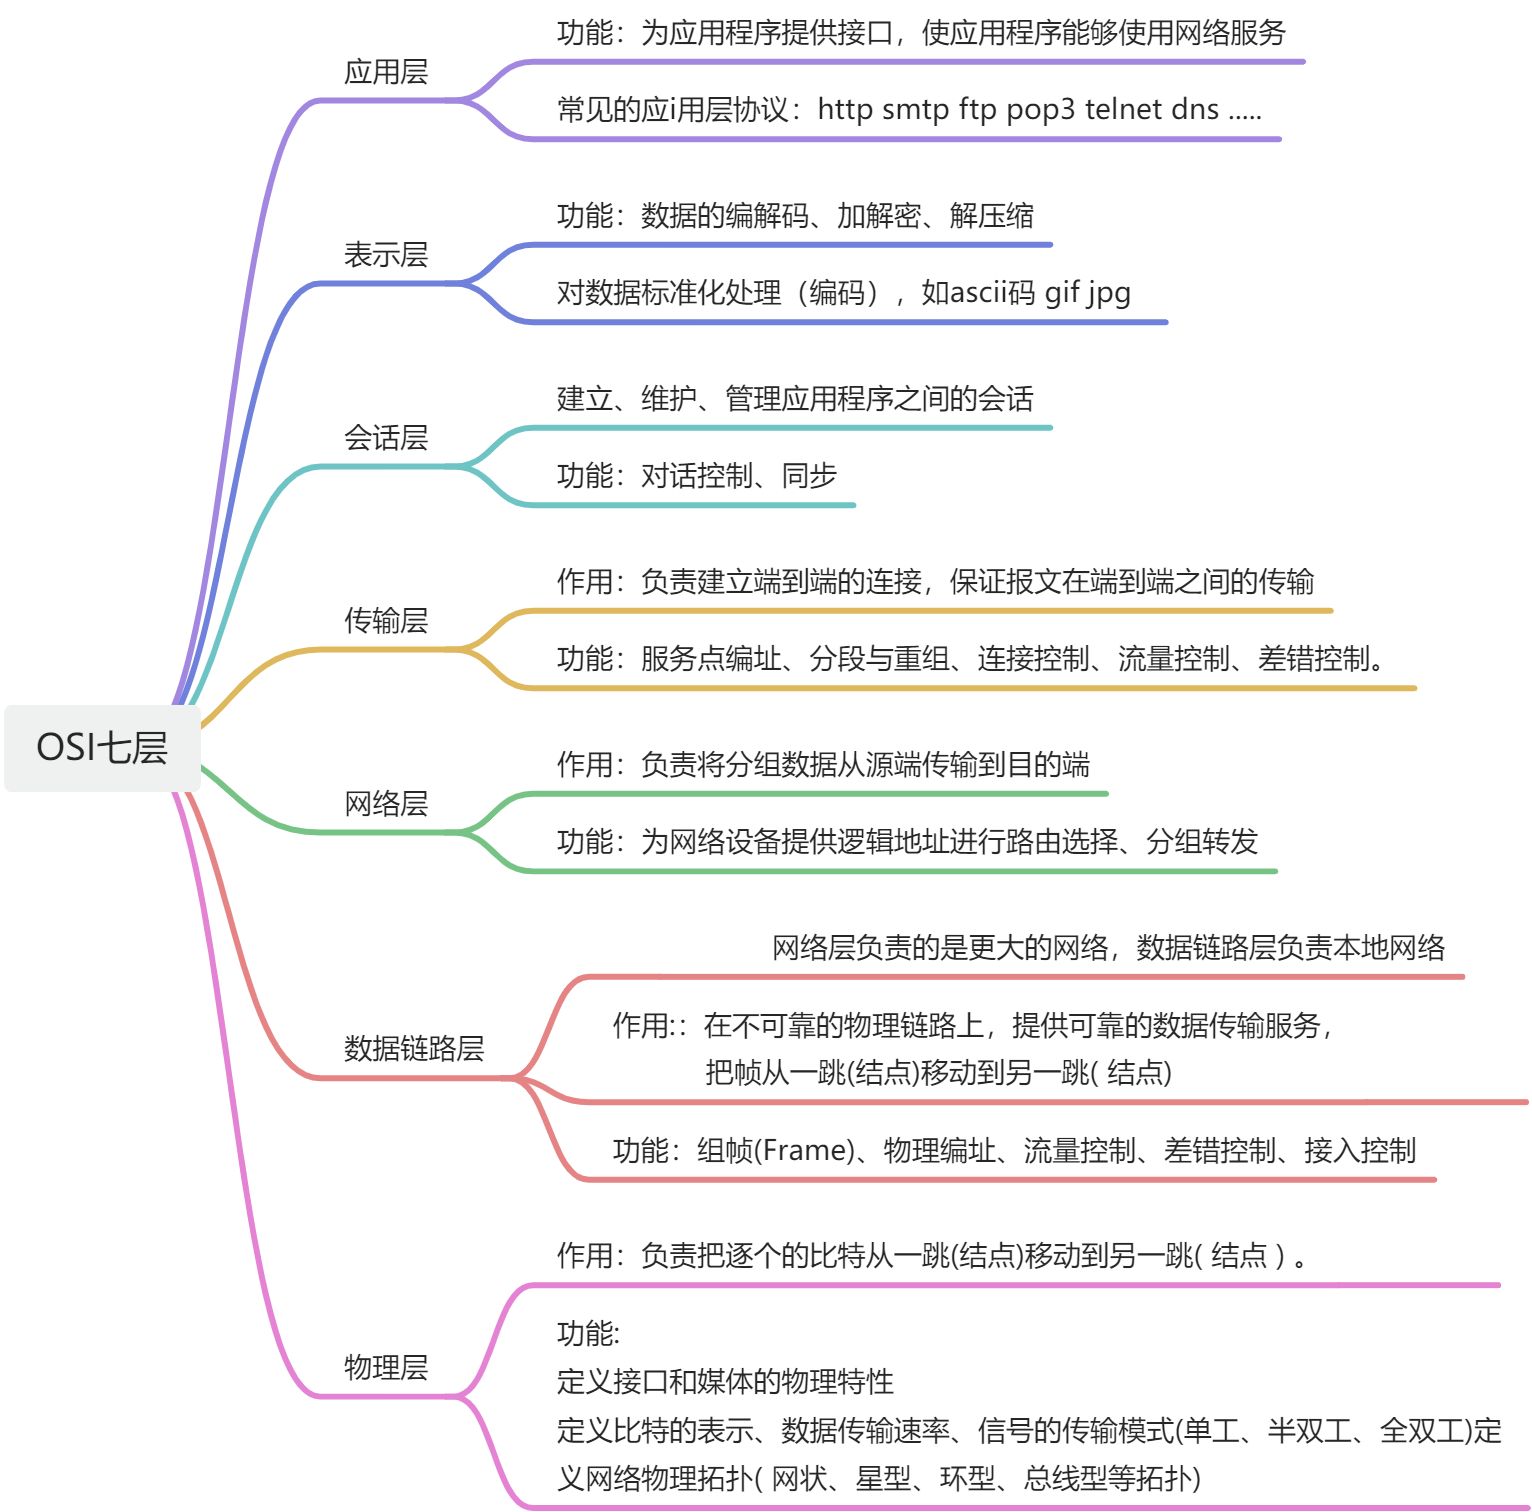 应用层
功能：为应用程序提供接口，使应用程序能够使用网络服务
常见的应i用层协议：http smtp ftp pop3 telnet dns .....
表示层
功能：数据的编解码、加解密、解压缩
对数据标准化处理（编码），如ascii码 gif jpg
会话层
建立、维护、管理应用程序之间的会话
功能：对话控制、同步
传输层
作用：负责建立端到端的连接，保证报文在端到端之间的传输
功能：服务点编址、分段与重组、连接控制、流量控制、差错控制。
OSI七层
网络层
作用：负责将分组数据从源端传输到目的端
功能：为网络设备提供逻辑地址进行路由选择、分组转发
数据链路层
网络层负责的是更大的网络，数据链路层负责本地网络
作用:：在不可靠的物理链路上，提供可靠的数据传输服务，
把帧从一跳(结点)移动到另一跳( 结点)
功能：组帧(Frame)、物理编址、流量控制、差错控制、接入控制
物理层
作用：负责把逐个的比特从一跳(结点)移动到另一跳( 结点 ) 。
功能:
定义接口和媒体的物理特性
定义比特的表示、数据传输速率、信号的传输模式(单工、半双工、全双工)定
义网络物理拓扑( 网状、星型、环型、总线型等拓扑)